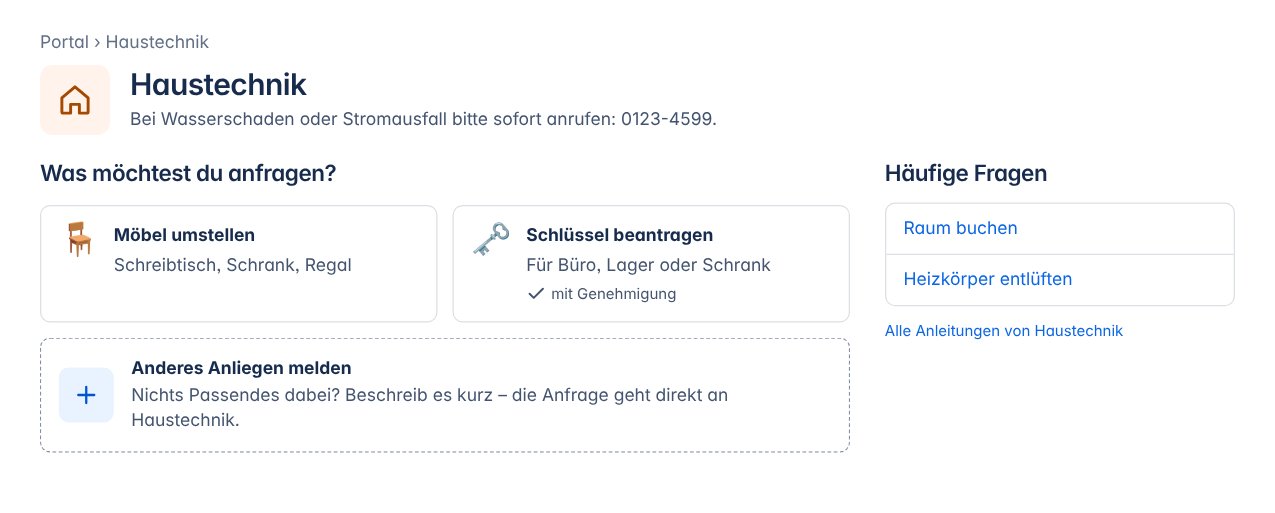 Portal › Haustechnik
Haustechnik
Bei Wasserschaden oder Stromausfall bitte sofort anrufen: 0123-4599.
Was möchtest du anfragen?
Möbel umstellen
Schreibtisch, Schrank, Regal
Schlüssel beantragen
Für Büro, Lager oder Schrank
mit Genehmigung
Anderes Anliegen melden
Nichts Passendes dabei? Beschreib es kurz – die Anfrage geht direkt an
Haustechnik.
Häufige Fragen
Raum buchen
Heizkörper entlüften
Alle Anleitungen von Haustechnik